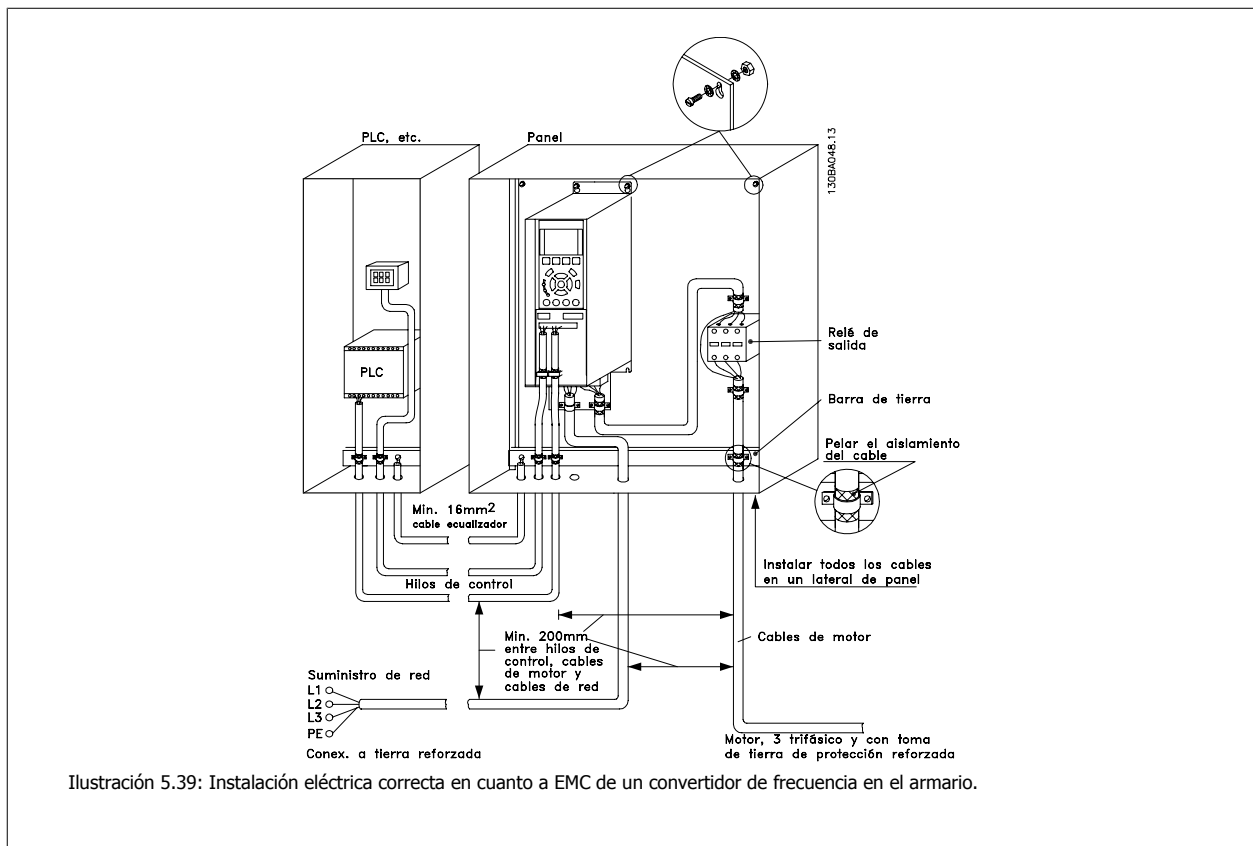 PLC, etc.
Panel
130BA048.13
PLC
Relé de
salida
Barra de tierra
Pelar el aislamiento
del cable
Min. 16mm2
cable ecualizador
Hilos de control
Instalar todos los cables
en un lateral de panel
Min. 200mm
entre hilos de
control, cables
de motor y
cables de red
Cables de motor
Suministro de red
L1
L2
L3
PE
Conex. a tierra reforzada
Motor, 3 trifásico y con toma
de tierra de protección reforzada
Ilustración 5.39: Instalación eléctrica correcta en cuanto a EMC de un convertidor de frecuencia en el armario.